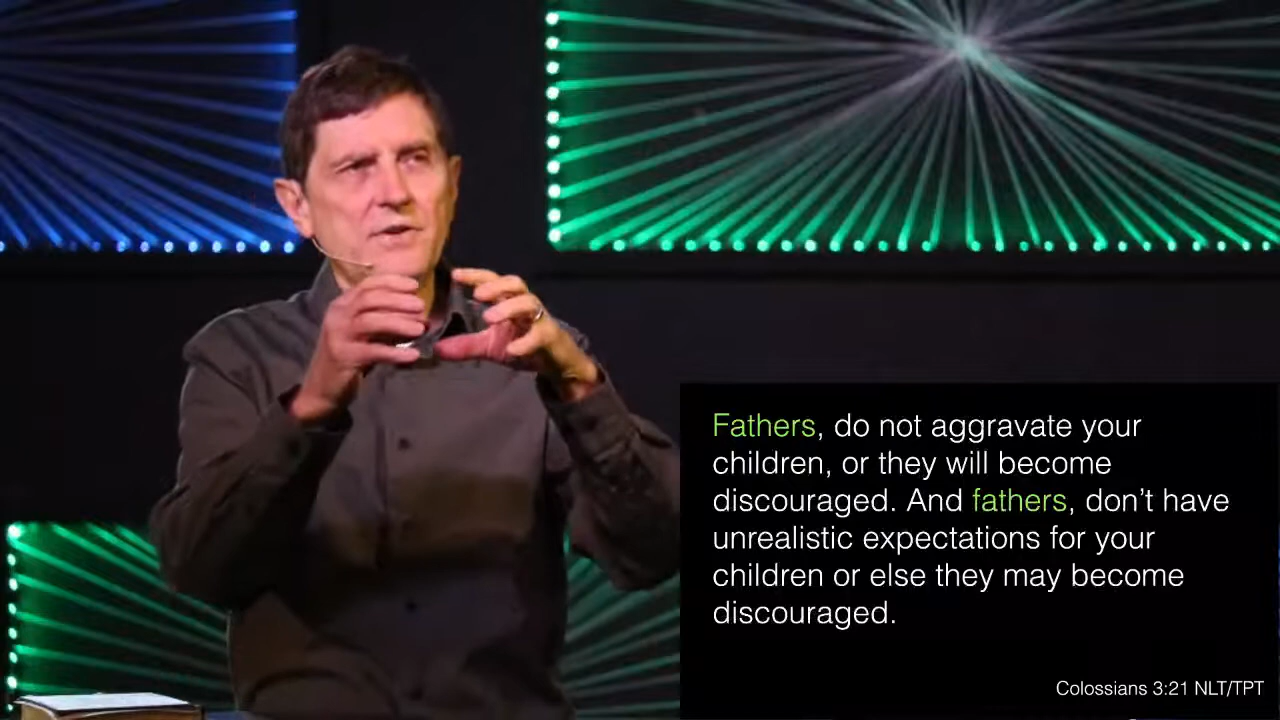 Fathers, do not aggravate your
children, or they will become
discouraged. And fathers, don’t have
unrealistic expectations for your
children or else they may become
discouraged.
Colossians 3:21 NLT/TPT